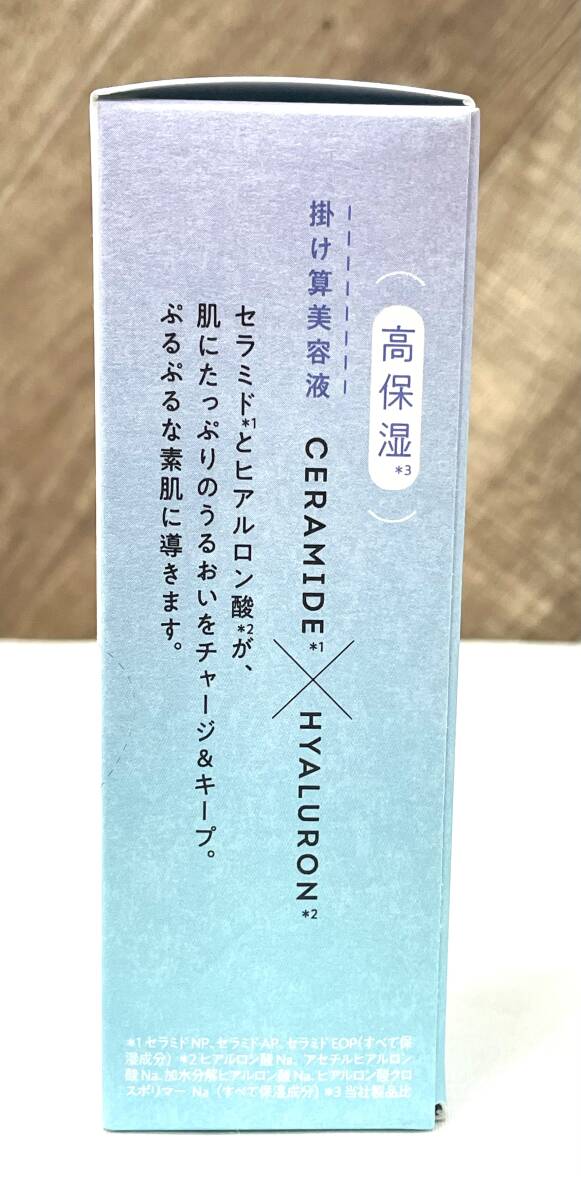 高保湿*3
掛け算美容液
CERAMIDE*1
HYALURON*2
セラミド*1とヒアルロン酸*2が、
肌にたっぷりのうるおいをチャージ&キープ。
ぷるぷるな素肌に導きます。
*1 セラミドNP、セラミドAP、セラミドEOP(すべて保
湿成分) *2 ヒアルロン酸Na、アセチルヒアルロン
酸Na、加水分解ヒアルロン酸Na、ヒアルロン酸クロ
スポリマー Na (すべて保湿成分) *3 当社製品比